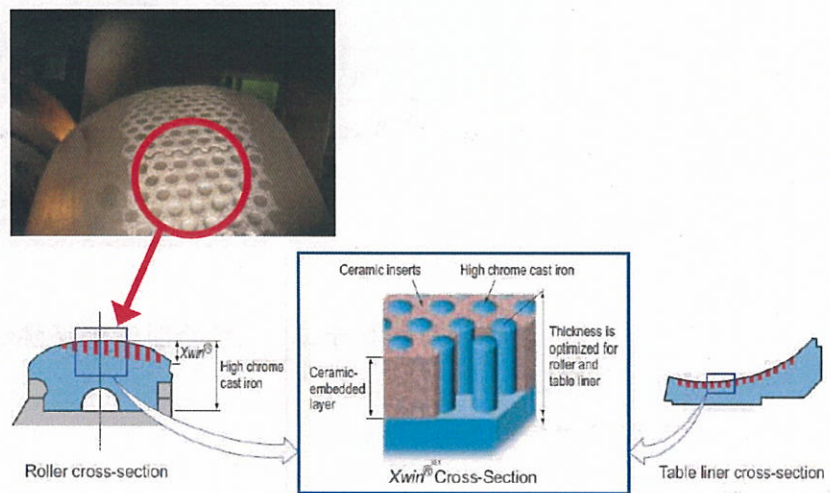 Ceramic inserts
High chrome cast iron
Thickness is
optimized for
roller and
table liner
Ceramic-
embedded
layer
Xwin® Cross-Section
Xwin®
High chrome
cast iron
Roller cross-section
Table liner cross-section